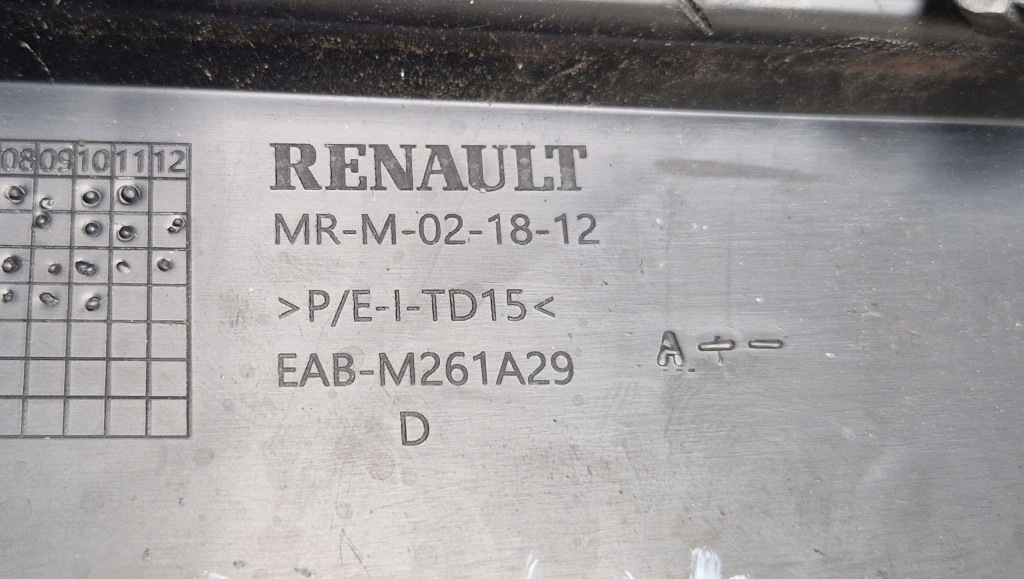 08 09 10 11 12
RENAULT
MR-M-02-18-12
>P/E-I-TD15<
EAB-M261A29
A--
D